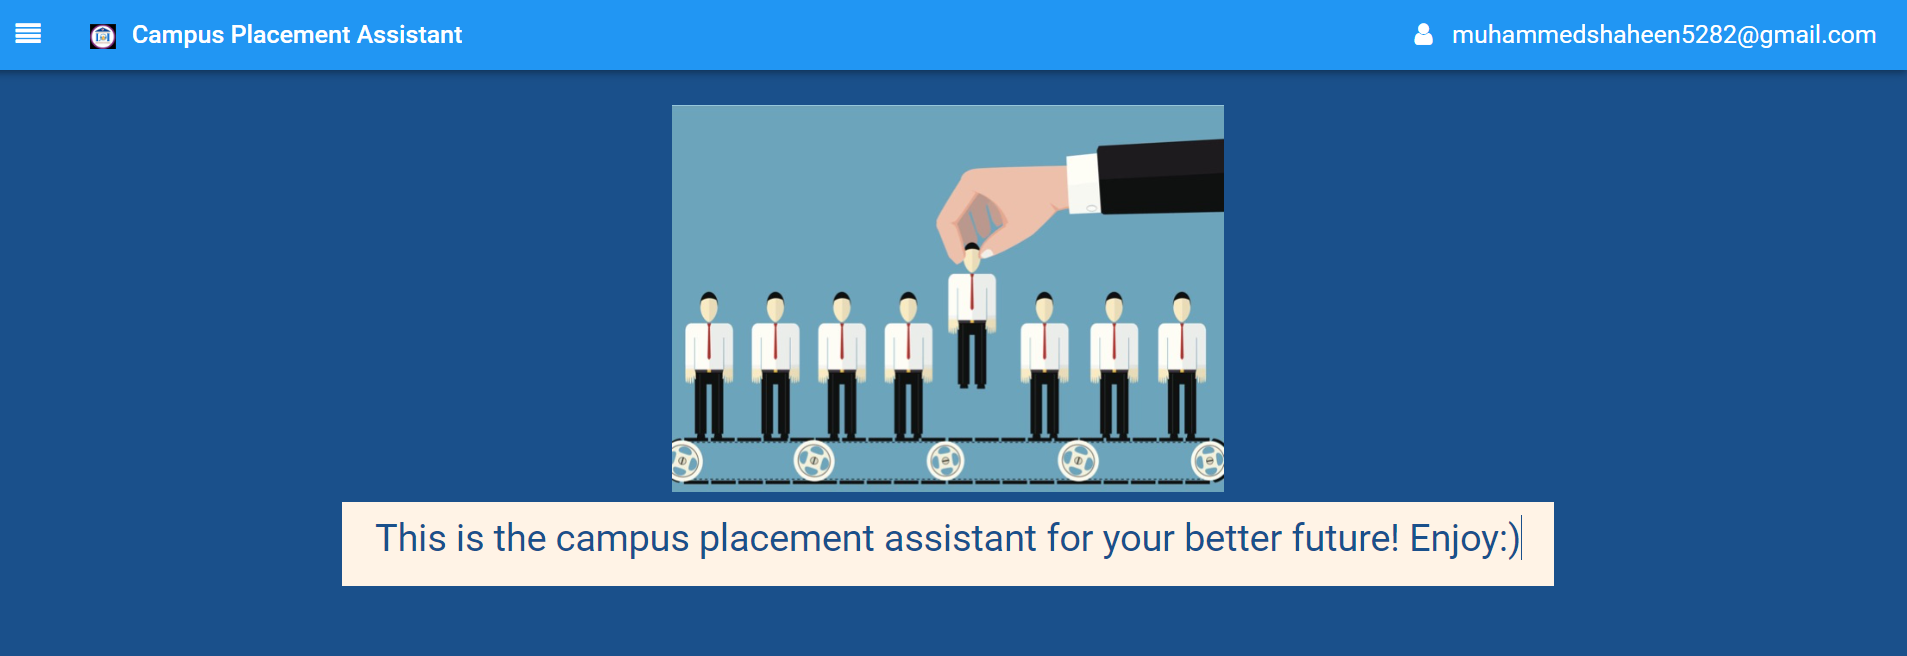 Campus Placement Assistant
muhammedshaheen5282@gmail.com
This is the campus placement assistant for your better future! Enjoy:)